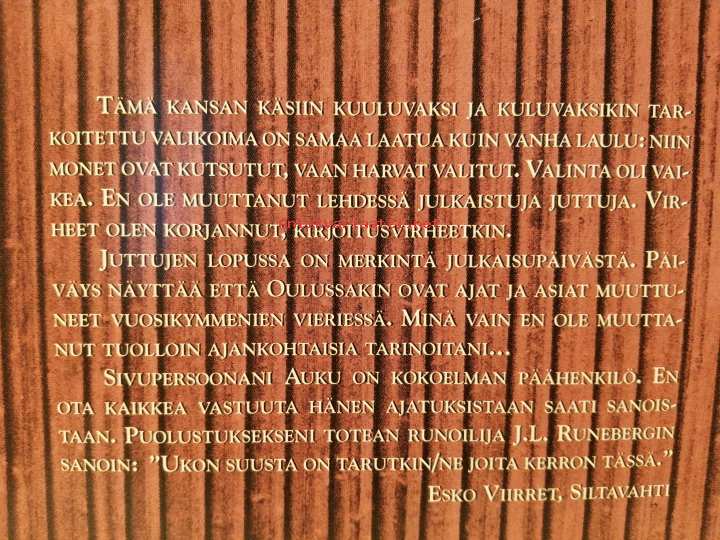 Tämä kansan käsiin kuuluvaksi ja kuluvaksikin tar-
koitettu valikoima on samaa laatua kuin vanha laulu: niin
monet ovat kutsutut, vaan harvat valitut. Valinta oli vai-
kea. En ole muuttanut lehdessä julkaistuja juttuja. Vir-
heet olen korjannut, kirjoitusvirheetkin.
Juttujen lopussa on merkintä julkaisupäivästä. Päi-
väys näyttää että Oulussakin ovat ajat ja asiat muuttu-
neet vuosikymmenien vieriessä. Minä vain en ole muutta-
nut tuolloin ajankohtaisia tarinoitani...
Sivupersoonani Auku on kokoelman päähenkilö. En
ota kaikkea vastuuta hänen ajatuksistaan saati sanois-
taan. Puolustuksekseni totean runoilija J.L. Runebergin
sanoin: "Ukon suusta on tarutkin/ne joita kerron tässä."
Esko Viirret, Siltavahti